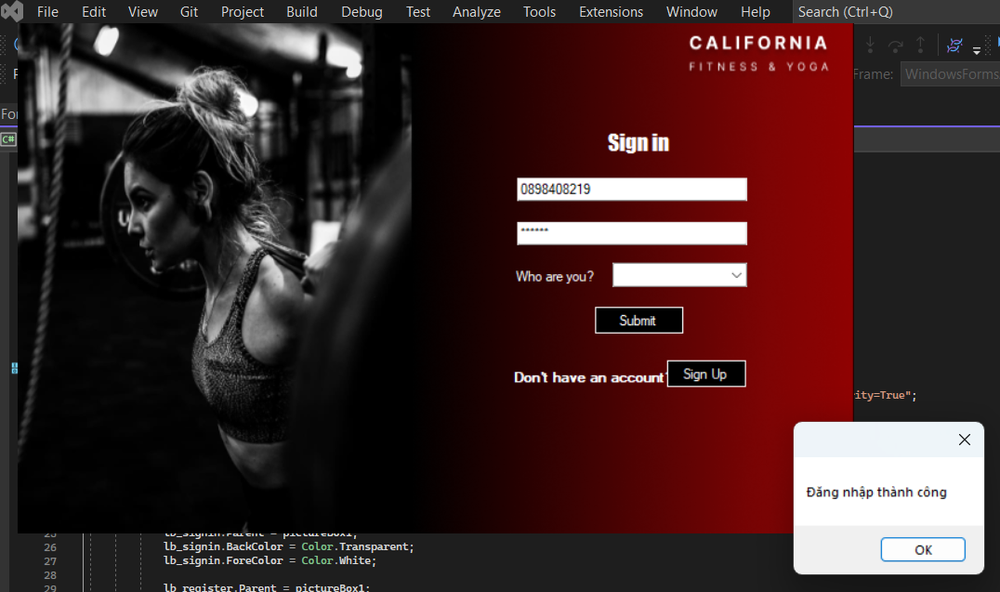 File Edit View Git Project Build Debug Test Analyze Tools Extensions Window Help Search (Ctrl+Q)
CALIFORNIA
FITNESS & YOGA
Frame: WindowsForms
For
C#
Sign in
0898408219
******
Who are you?
Submit
Don't have an account
Sign Up
ity=True";
Đăng nhập thành công
OK
25 lb_signin.Parent = pictureBox1;
26 lb_signin.BackColor = Color.Transparent;
27 lb_signin.ForeColor = Color.White;
28
29 lb_register.Parent = pictureBox1;